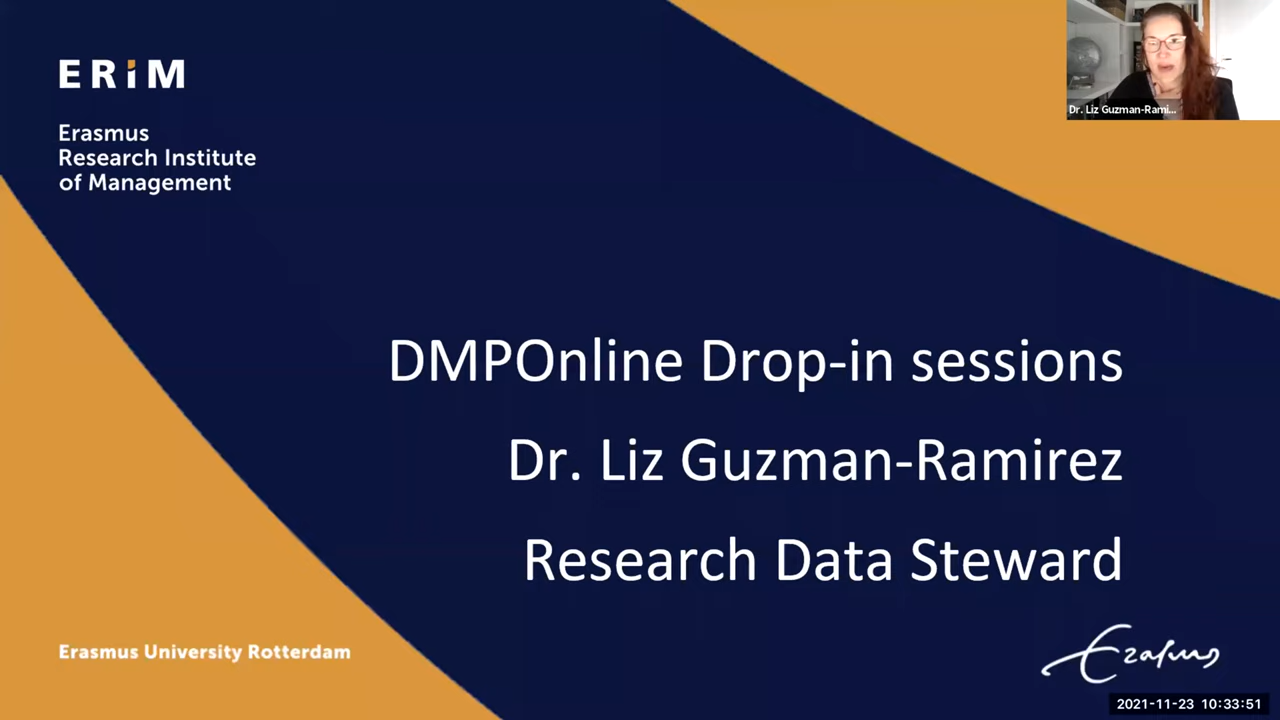 ERiM
Erasmus
Research Institute
of Management
Dr. Liz Guzman-Rami...
DMPOnline Drop-in sessions
Dr. Liz Guzman-Ramirez
Research Data Steward
Erasmus University Rotterdam
Erasmus
2021-11-23 10:33:51